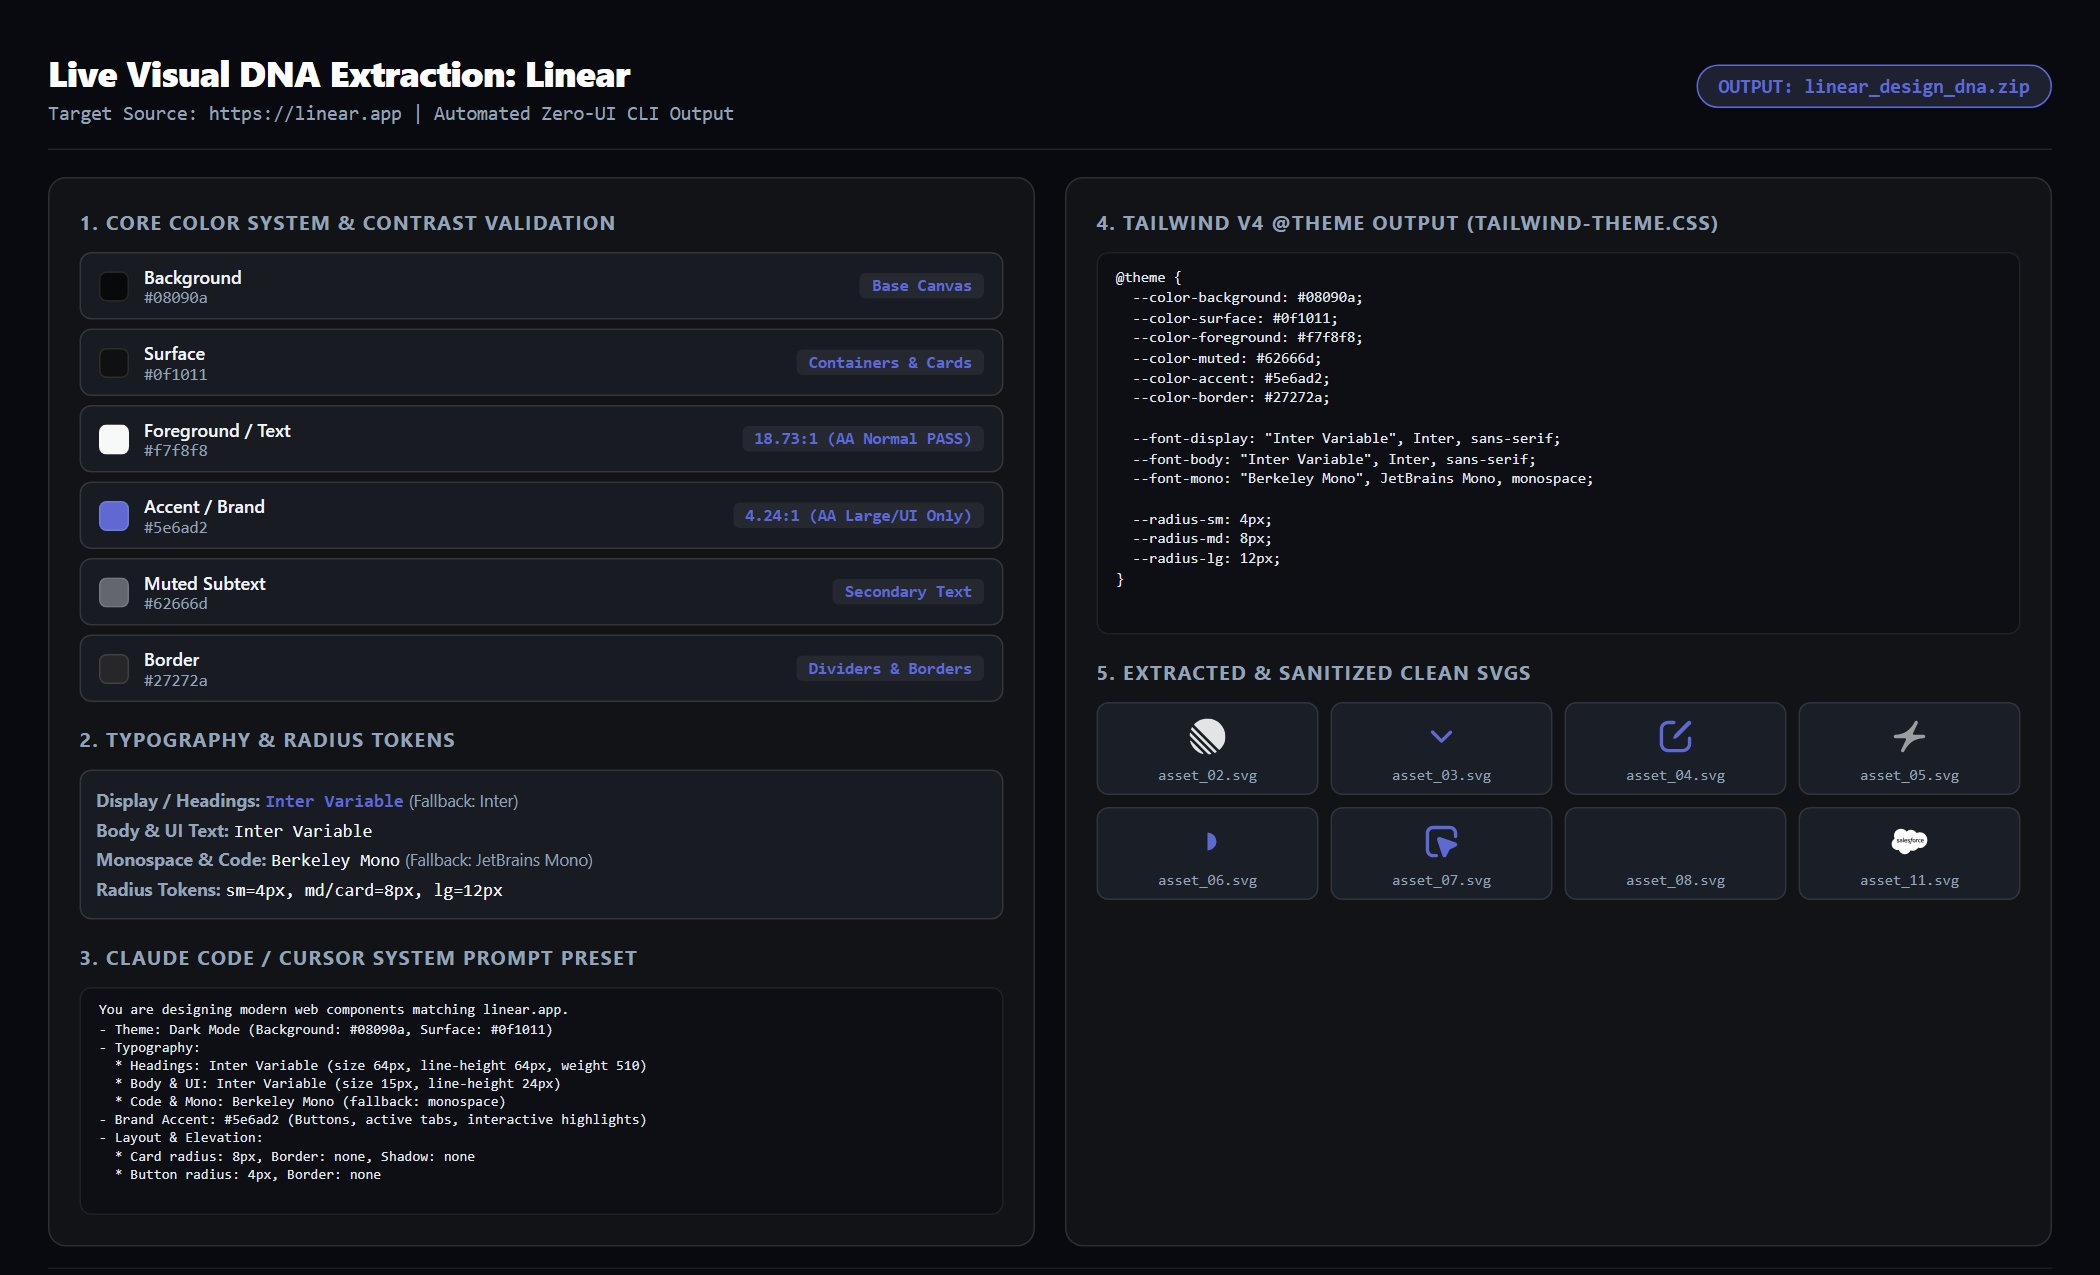 Live Visual DNA Extraction: Linear
Target Source: https://linear.app | Automated Zero-UI CLI Output
OUTPUT: linear_design_dna.zip
1. CORE COLOR SYSTEM & CONTRAST VALIDATION
Background
#08090a
Base Canvas
Surface
#0f1011
Containers & Cards
Foreground / Text
#f7f8f8
18.73:1 (AA Normal PASS)
Accent / Brand
#5e6ad2
4.24:1 (AA Large/UI Only)
Muted Subtext
#62666d
Secondary Text
Border
#27272a
Dividers & Borders
2. TYPOGRAPHY & RADIUS TOKENS
Display / Headings: Inter Variable (Fallback: Inter)
Body & UI Text: Inter Variable
Monospace & Code: Berkeley Mono (Fallback: JetBrains Mono)
Radius Tokens: sm=4px, md/card=8px, lg=12px
3. CLAUDE CODE / CURSOR SYSTEM PROMPT PRESET
You are designing modern web components matching linear.app.
- Theme: Dark Mode (Background: #08090a, Surface: #0f1011)
- Typography:
* Headings: Inter Variable (size 64px, line-height 64px, weight 510)
* Body & UI: Inter Variable (size 15px, line-height 24px)
* Code & Mono: Berkeley Mono (fallback: monospace)
- Brand Accent: #5e6ad2 (Buttons, active tabs, interactive highlights)
- Layout & Elevation:
* Card radius: 8px, Border: none, Shadow: none
* Button radius: 4px, Border: none
4. TAILWIND V4 @THEME OUTPUT (TAILWIND-THEME.CSS)
@theme {
--color-background: #08090a;
--color-surface: #0f1011;
--color-foreground: #f7f8f8;
--color-muted: #62666d;
--color-accent: #5e6ad2;
--color-border: #27272a;
--font-display: "Inter Variable", Inter, sans-serif;
--font-body: "Inter Variable", Inter, sans-serif;
--font-mono: "Berkeley Mono", JetBrains Mono, monospace;
--radius-sm: 4px;
--radius-md: 8px;
--radius-lg: 12px;
}
5. EXTRACTED & SANITIZED CLEAN SVGS
asset_02.svg
asset_03.svg
asset_04.svg
asset_05.svg
asset_06.svg
asset_07.svg
asset_08.svg
salesforce
asset_11.svg